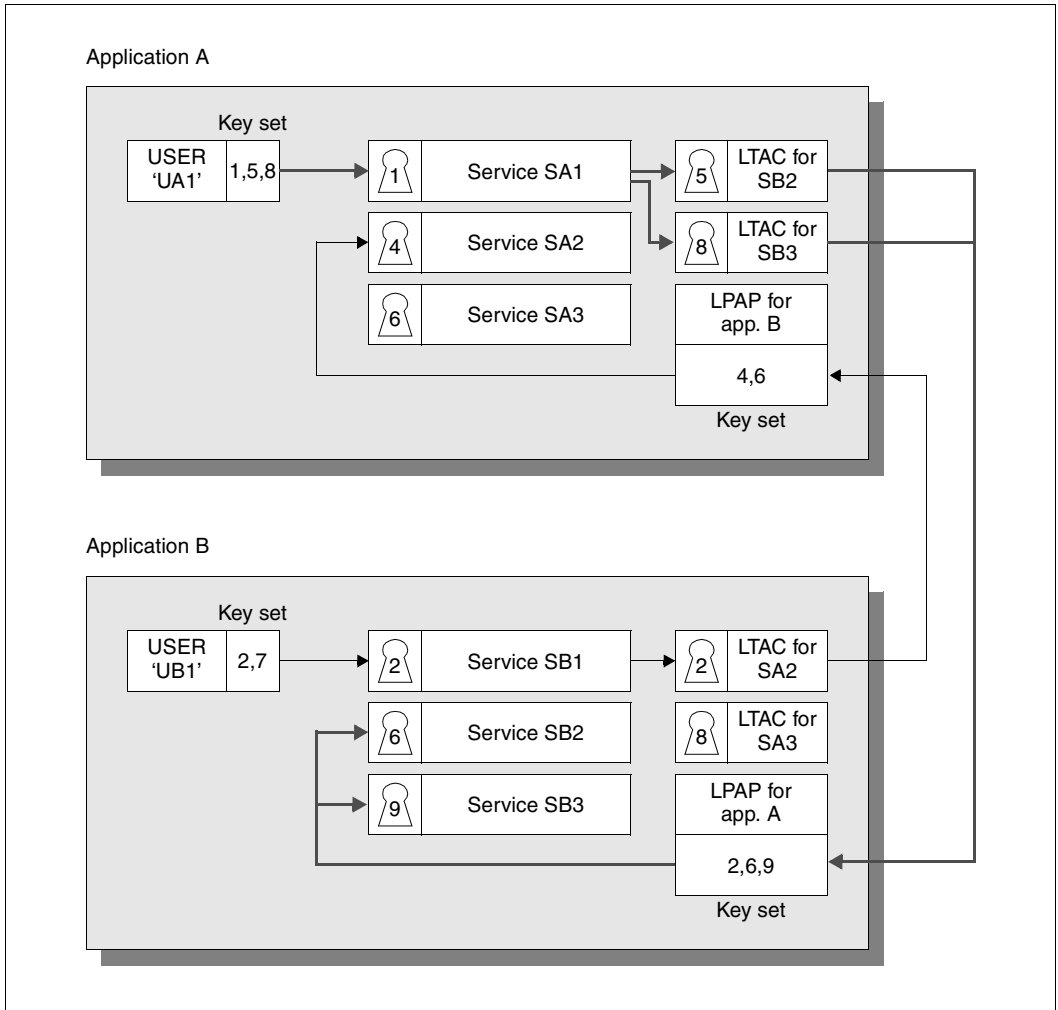 Application A
Key set
USER
‘UA1’
1,5,8
1
Service SA1
5
LTAC for
SB2
4
Service SA2
8
LTAC for
SB3
6
Service SA3
LPAP for
app. B
4,6
Key set
Application B
Key set
USER
‘UB1’
2,7
2
Service SB1
2
LTAC for
SA2
6
Service SB2
8
LTAC for
SA3
9
Service SB3
LPAP for
app. A
2,6,9
Key set